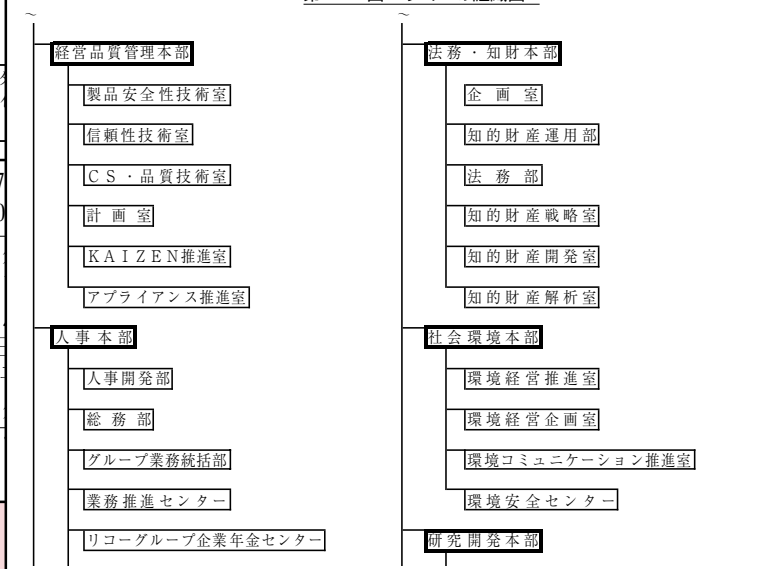 経営品質管理本部
製品安全性技術室
信頼性技術室
ＣＳ・品質技術室
計 画 室
ＫＡＩＺＥＮ推進室
アプライアンス推進室
人事本部
人事開発部
総 務 部
グループ業務統括部
業務推進センター
リコーグループ企業年金センター
法務・知財本部
企 画 室
知的財産運用部
法 務 部
知的財産戦略室
知的財産開発室
知的財産解析室
社会環境本部
環境経営推進室
環境経営企画室
環境コミュニケーション推進室
環境安全センター
研究開発本部